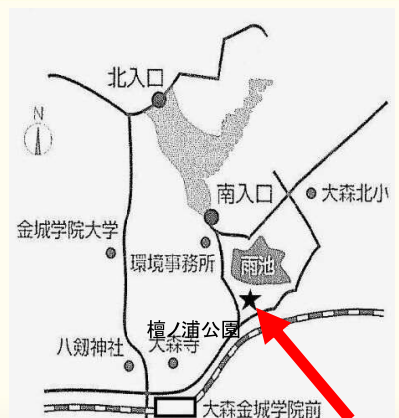 北入口
N
南入口
大森北小
金城学院大学
環境事務所
雨池
檀ノ浦公園
八剱神社
大森寺
大森金城学院前